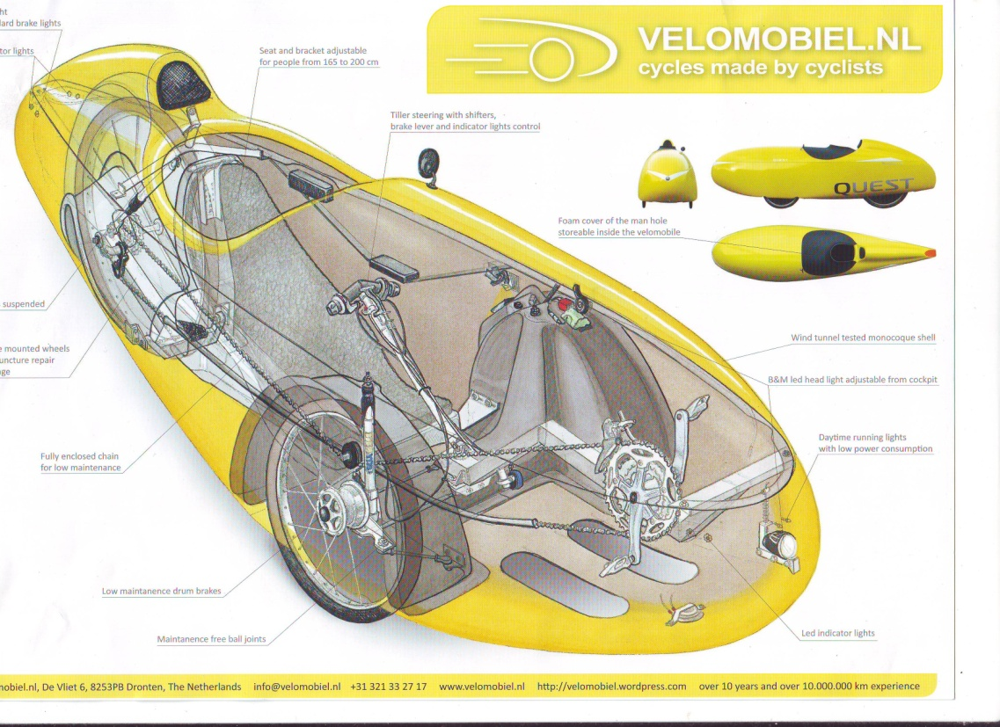 ht
ard brake lights
tor lights
Seat and bracket adjustable
for people from 165 to 200 cm
VELOMOBIEL.NL
cycles made by cyclists
Tiller steering with shifters,
brake lever and indicator lights control
QUEST
Foam cover of the man hole
storeable inside the velomobile
suspended
e mounted wheels
uncture repair
ge
Wind tunnel tested monocoque shell
B&M led head light adjustable from cockpit
Daytime running lights
with low power consumption
Fully enclosed chain
for low maintenance
Low maintanence drum brakes
Maintanence free ball joints
Led indicator lights
mobiel.nl, De Vliet 6, 8253PB Dronten, The Netherlands info@velomobiel.nl +31 321 33 27 17 www.velomobiel.nl http://velomobiel.wordpress.com over 10 years and over 10.000.000 km experience